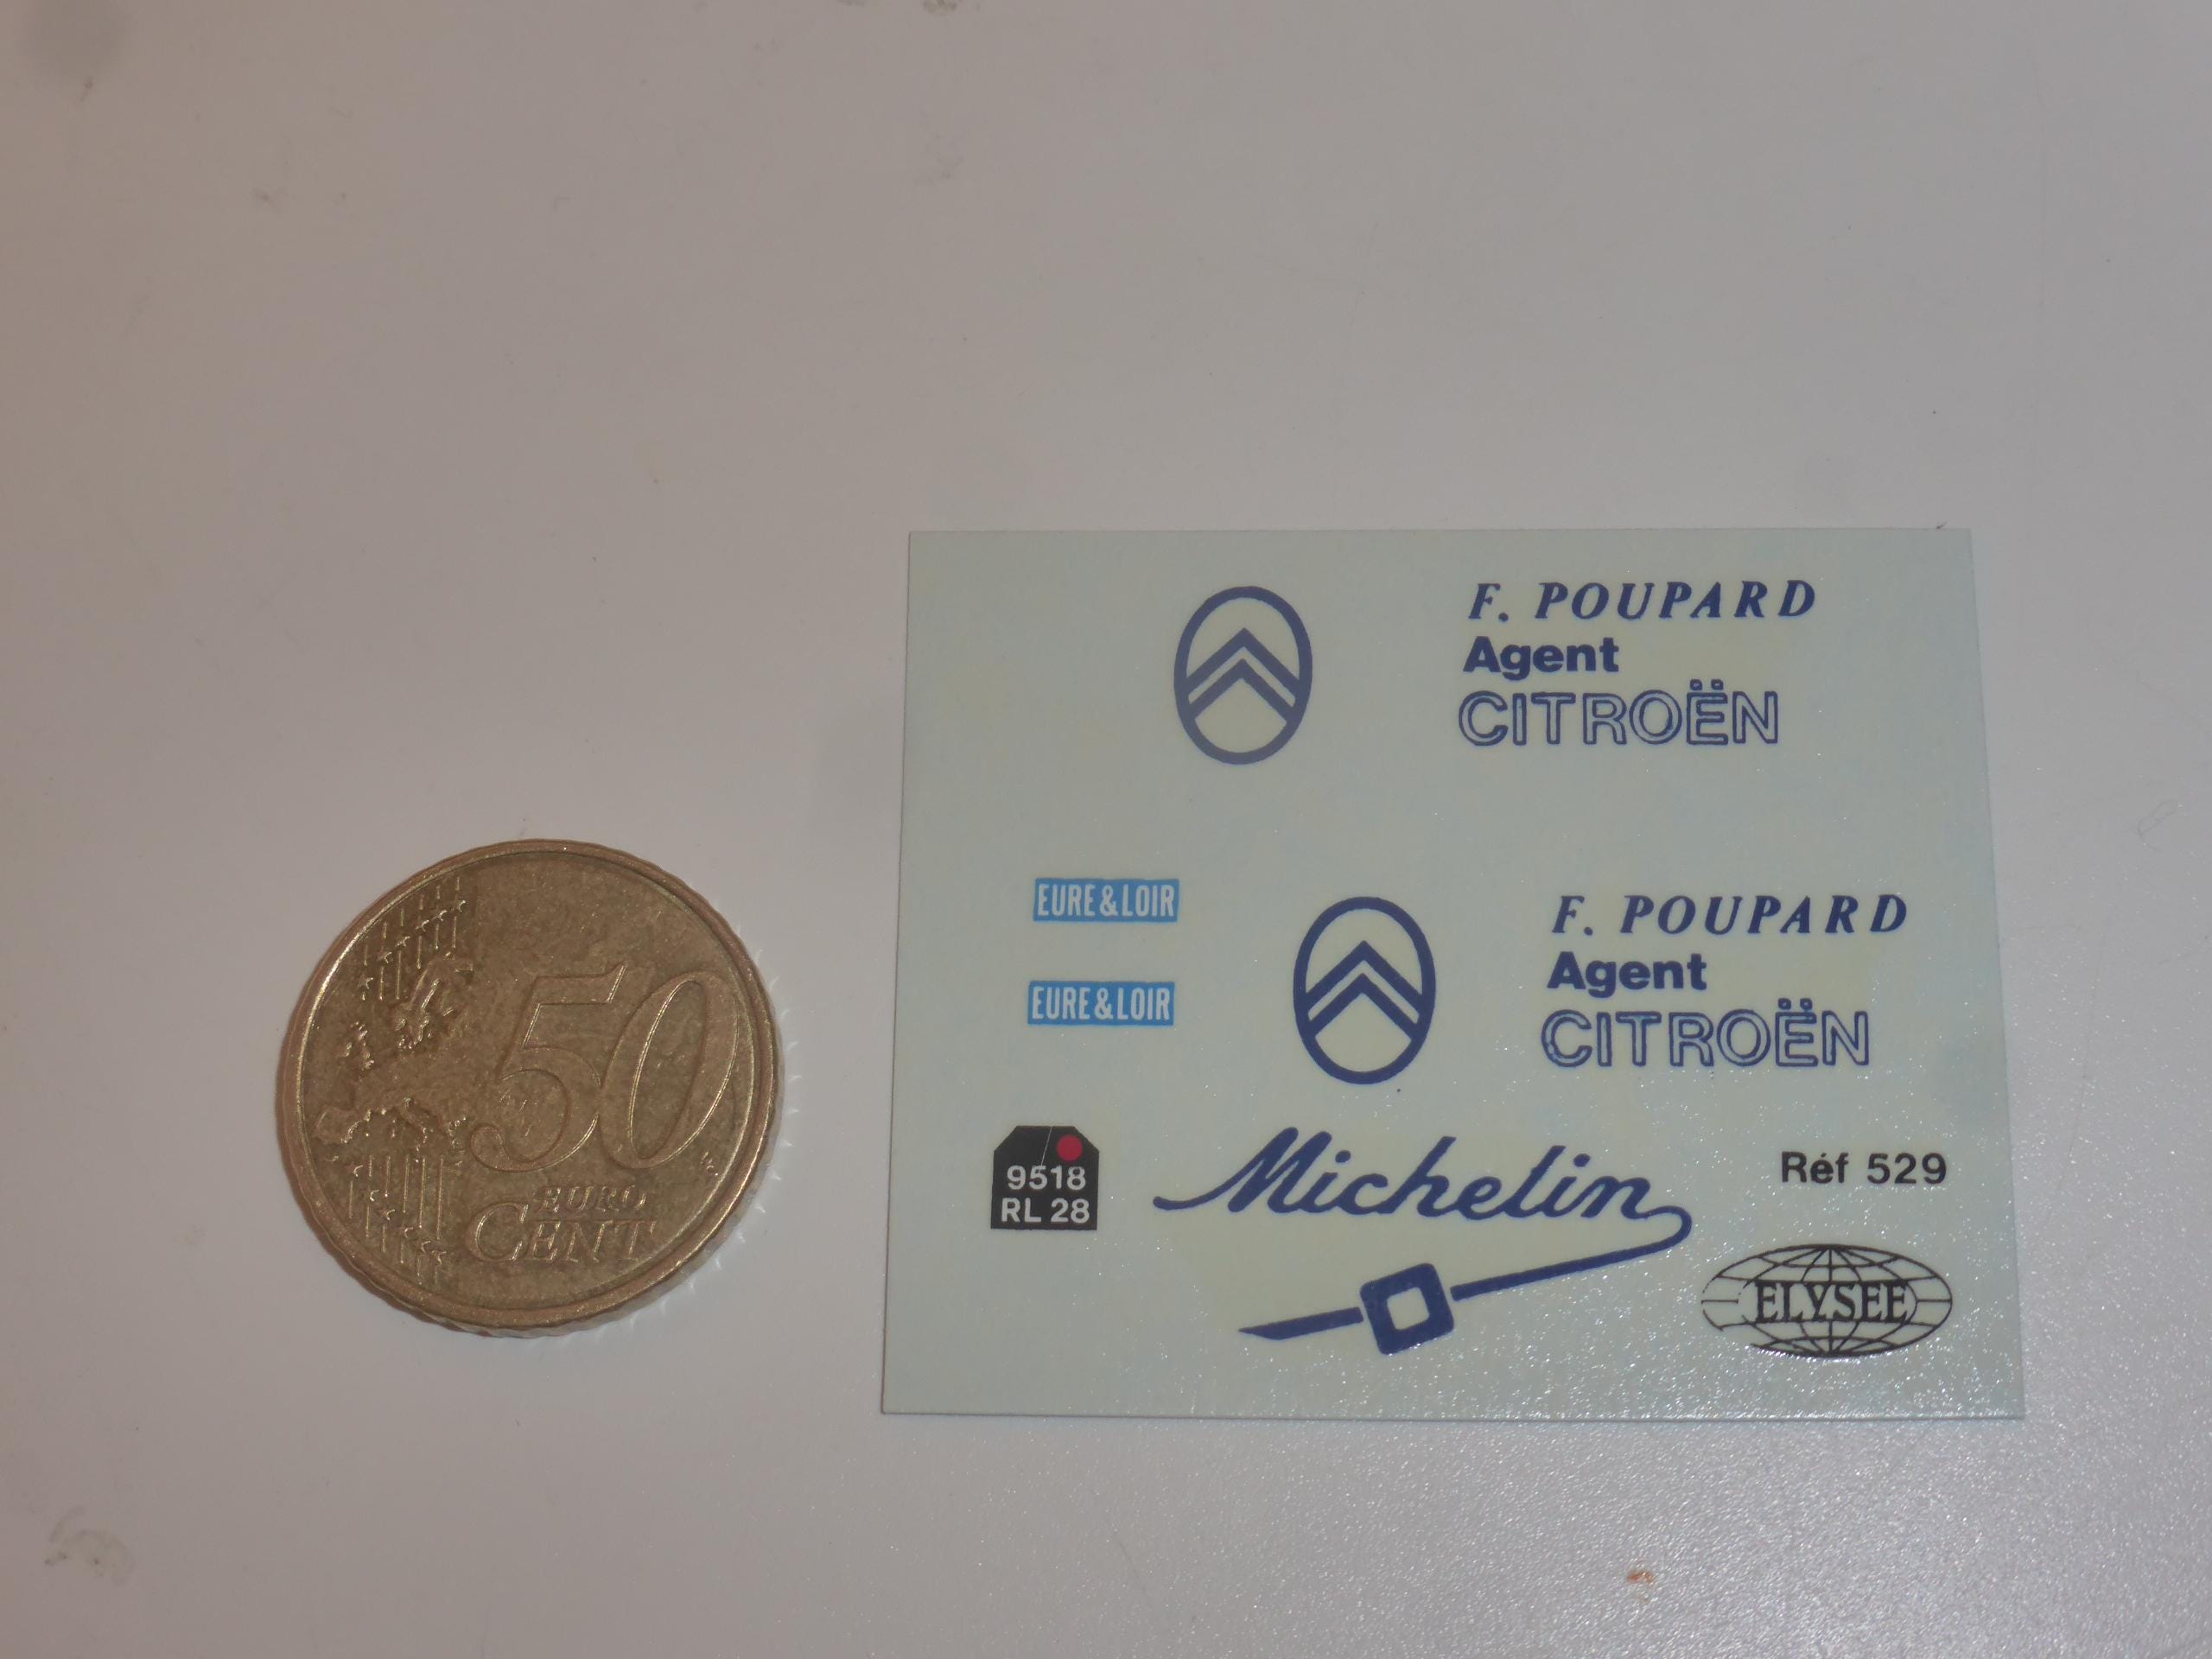 F. POUPARD
Agent
CITROËN
EURE & LOIR
EURE & LOIR
F. POUPARD
Agent
CITROËN
50
EURO
CENT
9518
RL 28
Michelin
Réf 529
ELYSEE